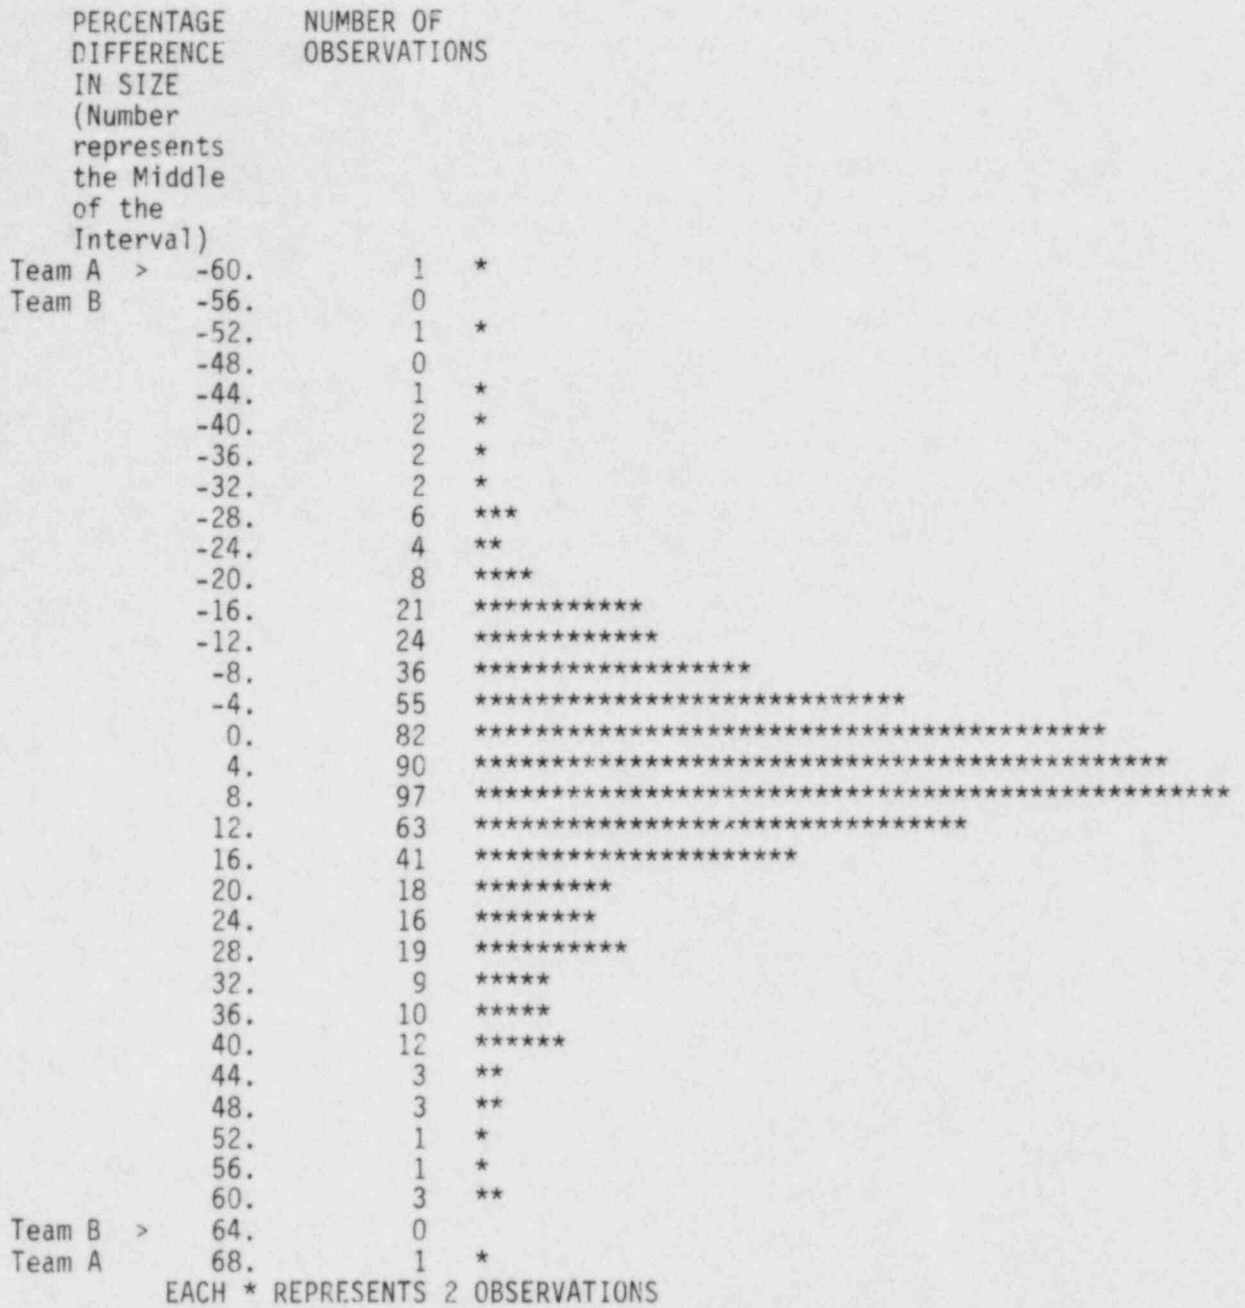 PERCENTAGE NUMBER OF
DIFFERENCE OBSERVATIONS
IN SIZE
(Number
represents
the Middle
of the
Interval)
Team A > -60. 1 *
Team B -56. 0
-52. 1 *
-48. 0
-44. 1 *
-40. 2 *
-36. 2 *
-32. 2 *
-28. 6 ***
-24. 4 **
-20. 8 ****
-16. 21 ***********
-12. 24 ************
-8. 36 ******************
-4. 55 ****************************
0. 82 *****************************************
4. 90 *********************************************
8. 97 *************************************************
12. 63 ********************************
16. 41 *********************
20. 18 *********
24. 16 ********
28. 19 **********
32. 9 *****
36. 10 *****
40. 12 ******
44. 3 **
48. 3 **
52. 1 *
56. 1 *
60. 3 **
Team B > 64. 0
Team A 68. 1 *
EACH * REPRESENTS 2 OBSERVATIONS